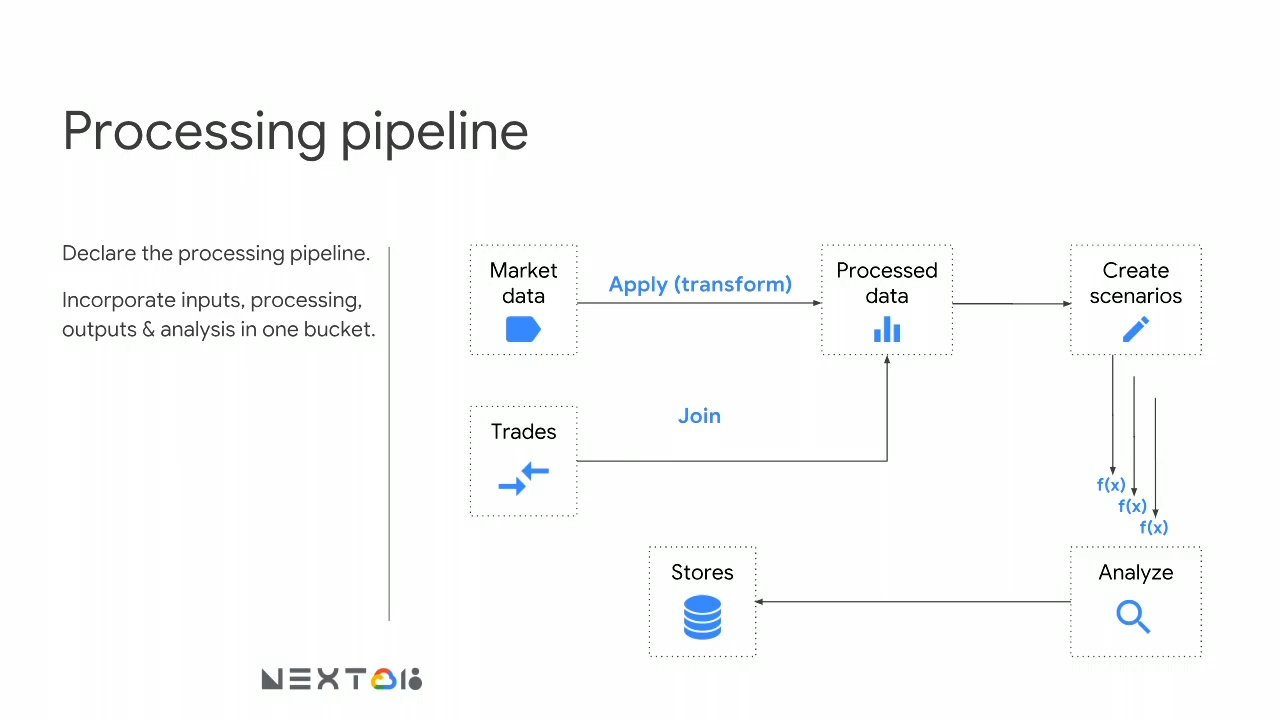 Processing pipeline
Declare the processing pipeline.
Incorporate inputs, processing,
outputs & analysis in one bucket.
Market
data
Apply (transform)
Processed
data
Create
scenarios
Trades
Join
f(x)
f(x)
f(x)
Stores
Analyze
NEXT 18